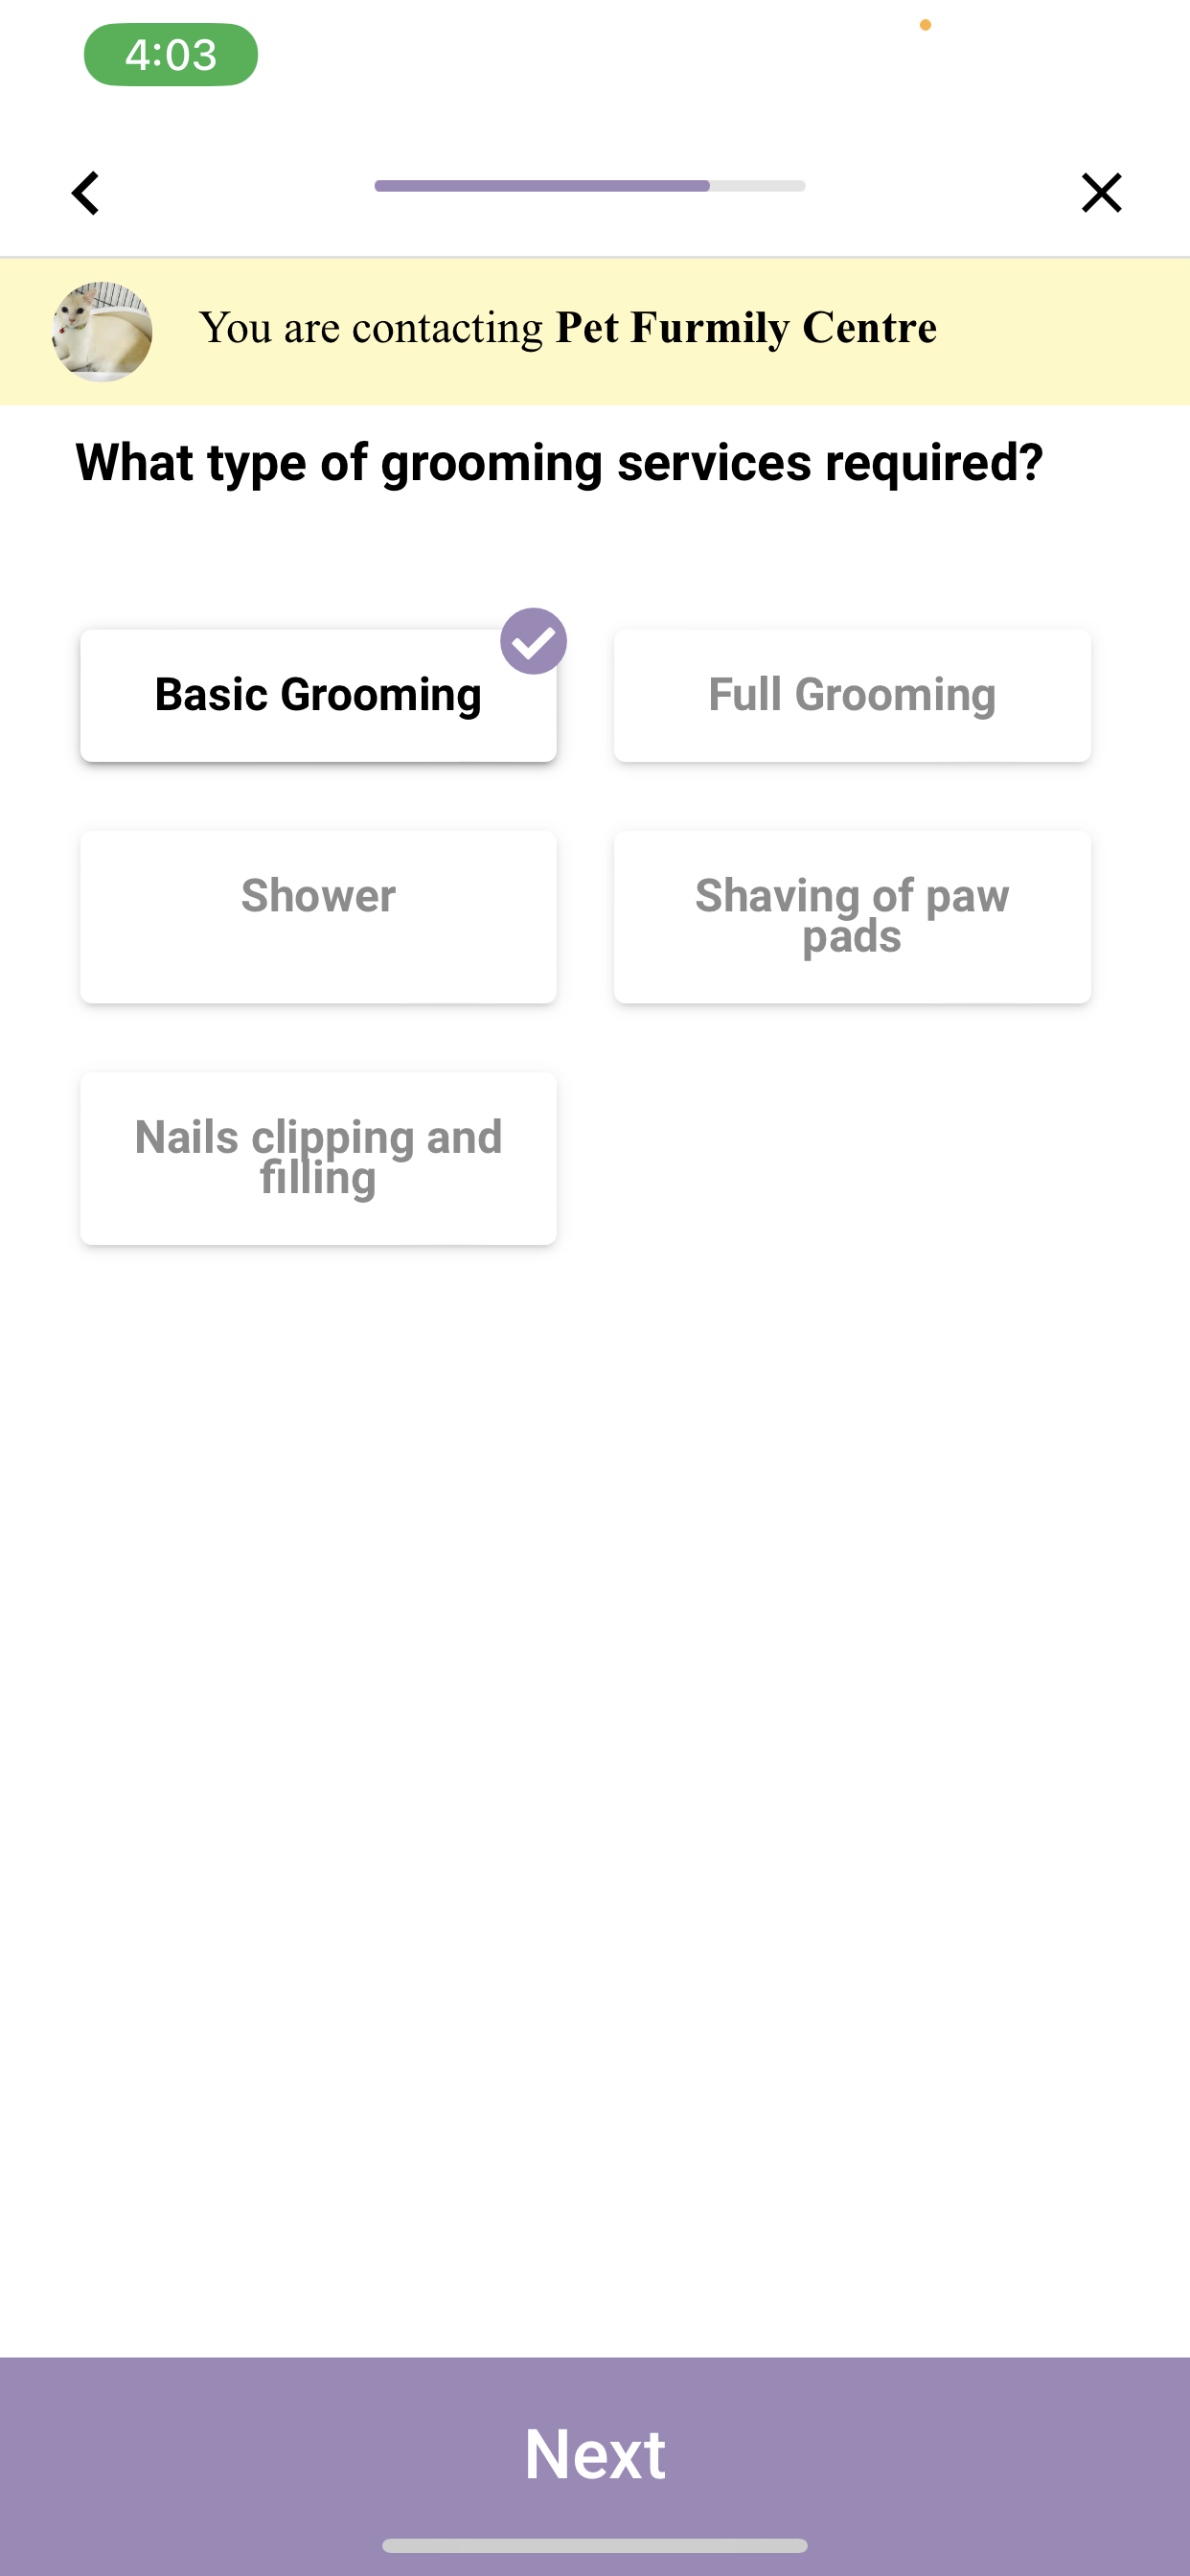 4:03
You are contacting Pet Furmily Centre
What type of grooming services required?
Basic Grooming
Full Grooming
Shower
Shaving of paw
pads
Nails clipping and
filling
Next